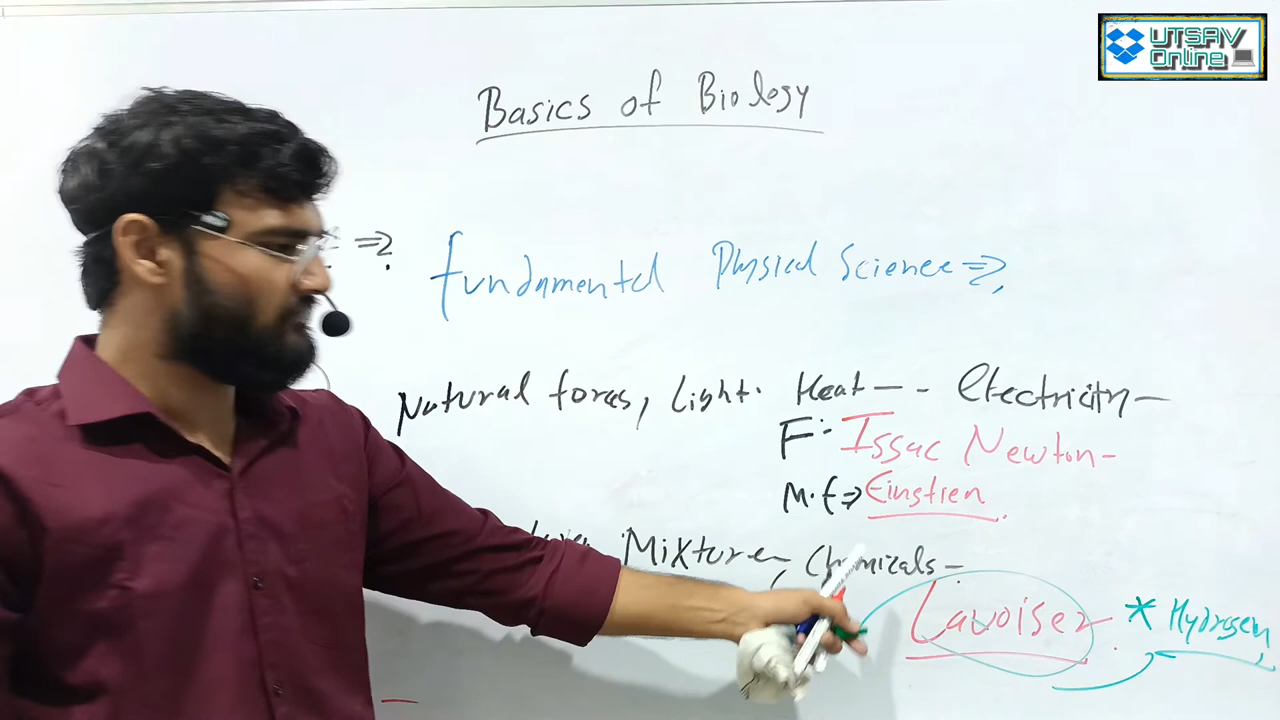 UTSAV
Online
Basics of Biology
=>
fundamental Physical Science =>
Natural forces, Light. Heat - - Electricity -
F:- Issac Newton -
M.F => Einstien
Mixture, Chemicals -
Lavoiser * Hydrogen,